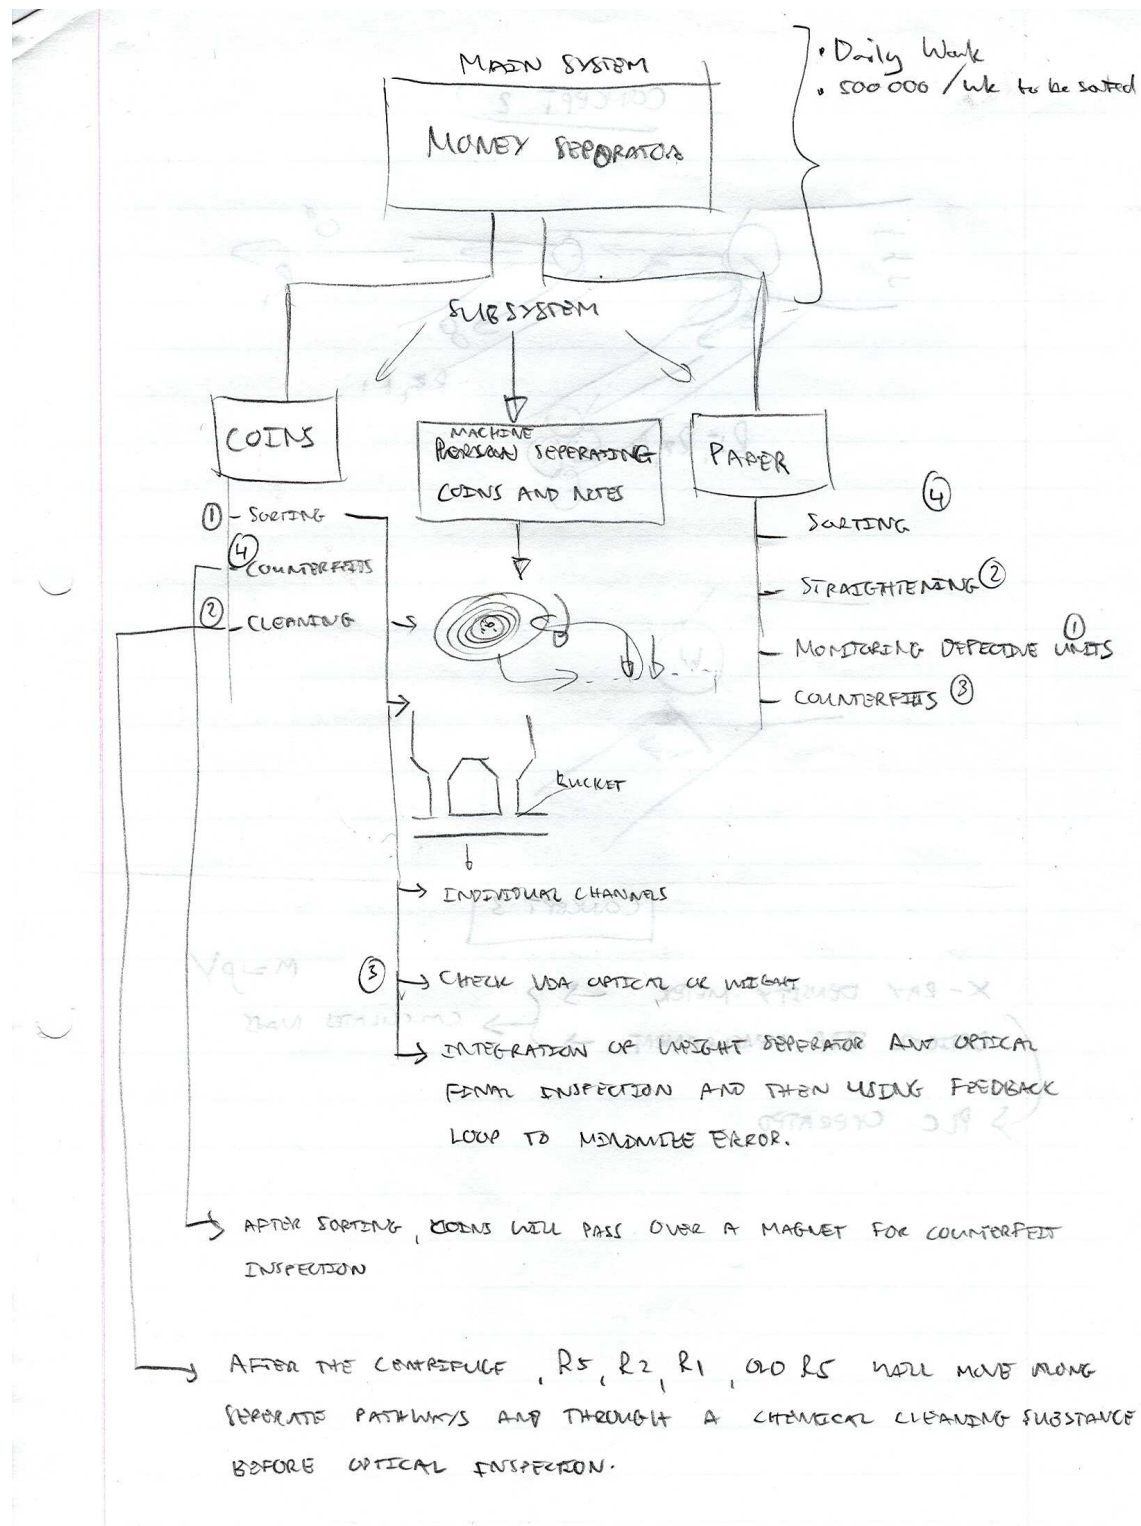 MAIN SYSTEM
• Daily Work
• 500 000 / wk to be sorted
MONEY SEPARATOR
SUBSYSTEM
COINS
MACHINE
PERSON SEPERATING
COINS AND NOTES
PAPER
① - SORTING
④ - COUNTERFEITS
② - CLEANING
SORTING ④
STRAIGHTENING ②
MONITORING DEFECTIVE UNITS ①
COUNTERFEITS ③
BUCKET
INDIVIDUAL CHANNELS
③ CHECK VIA OPTICAL OR WEIGHT
INTEGRATION OF WEIGHT SEPERATOR AND OPTICAL
FINAL INSPECTION AND THEN USING FEEDBACK
LOOP TO MINIMIZE ERROR.
AFTER SORTING, COINS WILL PASS OVER A MAGNET FOR COUNTERFEIT
INSPECTION
AFTER THE CENTRIFUGE, R5, R2, R1, OLD R5 WILL MOVE ALONG
SEPERATE PATHWAYS AND THROUGH A CHEMICAL CLEANING SUBSTANCE
BEFORE OPTICAL INSPECTION.